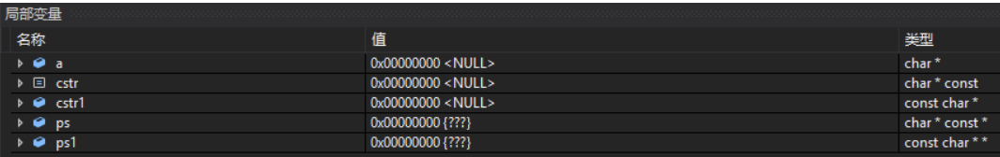 局部变量
名称 值 类型
a 0x00000000 <NULL> char *
cstr 0x00000000 <NULL> char * const
cstr1 0x00000000 <NULL> const char *
ps 0x00000000 {???} char * const *
ps1 0x00000000 {???} const char * *